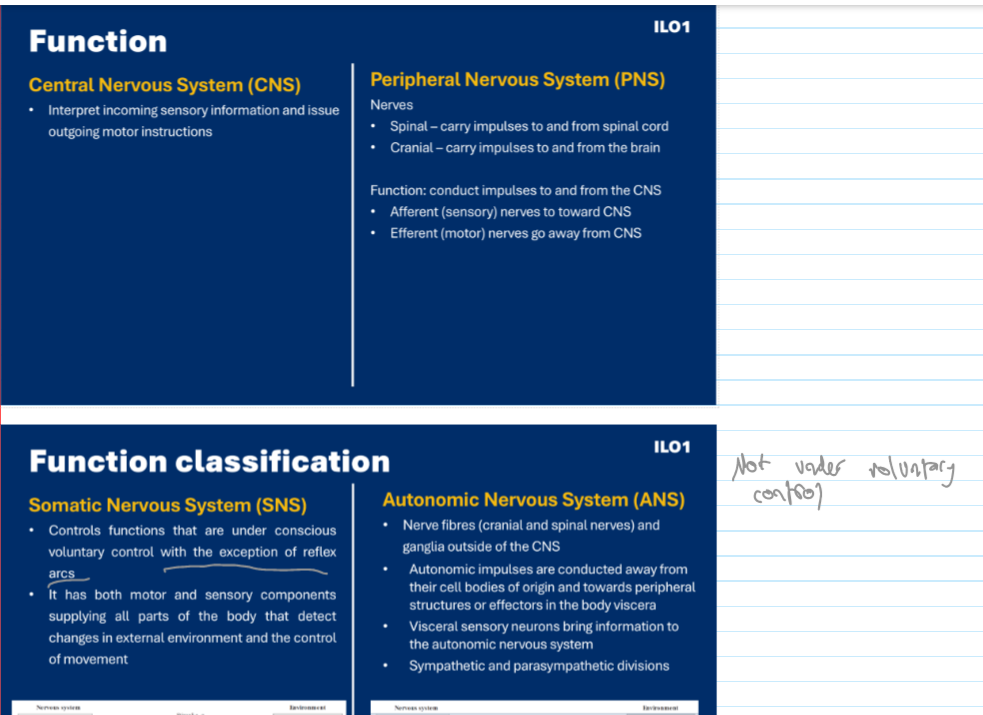 Function
ILO1
Central Nervous System (CNS)
• Interpret incoming sensory information and issue
outgoing motor instructions
Peripheral Nervous System (PNS)
Nerves
• Spinal – carry impulses to and from spinal cord
• Cranial – carry impulses to and from the brain
Function: conduct impulses to and from the CNS
• Afferent (sensory) nerves to toward CNS
• Efferent (motor) nerves go away from CNS
Function classification
ILO1
Somatic Nervous System (SNS)
• Controls functions that are under conscious
voluntary control with the exception of reflex
arcs
• It has both motor and sensory components
supplying all parts of the body that detect
changes in external environment and the control
of movement
Autonomic Nervous System (ANS)
• Nerve fibres (cranial and spinal nerves) and
ganglia outside of the CNS
• Autonomic impulses are conducted away from
their cell bodies of origin and towards peripheral
structures or effectors in the body viscera
• Visceral sensory neurons bring information to
the autonomic nervous system
• Sympathetic and parasympathetic divisions
Not under voluntary
control
Nervous system
Environment
Nervous system
Environment